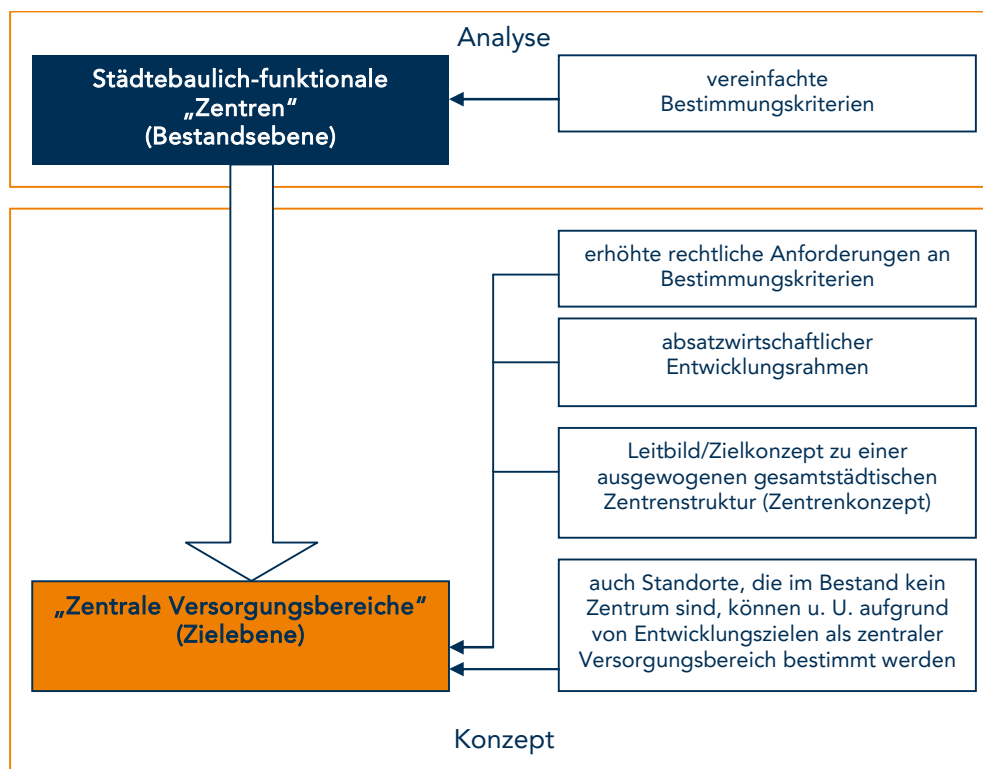 Analyse
Städtebaulich-funktionale
„Zentren“
(Bestandsebene)
vereinfachte
Bestimmungskriterien
erhöhte rechtliche Anforderungen an
Bestimmungskriterien
absatzwirtschaftlicher
Entwicklungsrahmen
Leitbild/Zielkonzept zu einer
ausgewogenen gesamtstädtischen
Zentrenstruktur (Zentrenkonzept)
„Zentrale Versorgungsbereiche“
(Zielebene)
auch Standorte, die im Bestand kein
Zentrum sind, können u. U. aufgrund
von Entwicklungszielen als zentraler
Versorgungsbereich bestimmt werden
Konzept